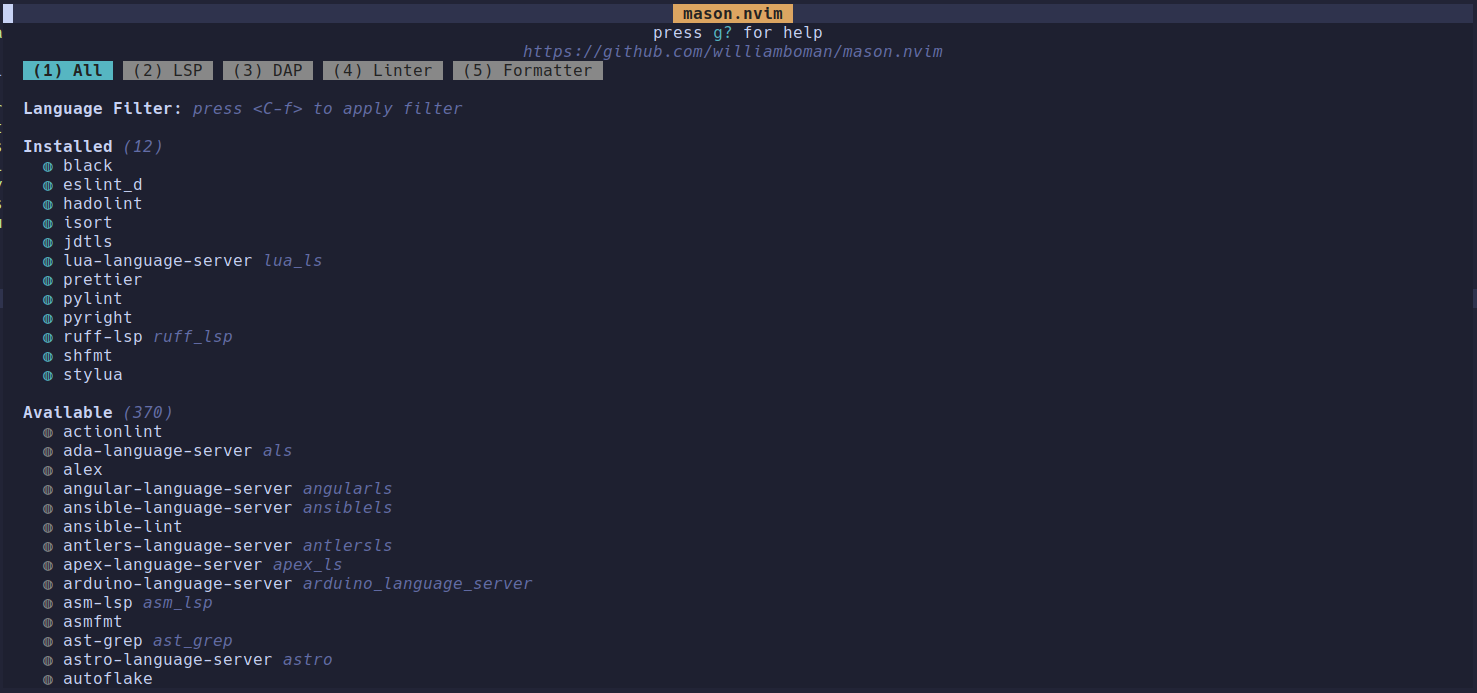 mason.nvim
press g? for help
https://github.com/williamboman/mason.nvim
(1) All (2) LSP (3) DAP (4) Linter (5) Formatter
Language Filter: press <C-f> to apply filter
Installed (12)
◍ black
◍ eslint_d
◍ hadolint
◍ isort
◍ jdtls
◍ lua-language-server lua_ls
◍ prettier
◍ pylint
◍ pyright
◍ ruff-lsp ruff_lsp
◍ shfmt
◍ stylua
Available (370)
◍ actionlint
◍ ada-language-server als
◍ alex
◍ angular-language-server angularls
◍ ansible-language-server ansiblels
◍ ansible-lint
◍ antlers-language-server antlersls
◍ apex-language-server apex_ls
◍ arduino-language-server arduino_language_server
◍ asm-lsp asm_lsp
◍ asmfmt
◍ ast-grep ast_grep
◍ astro-language-server astro
◍ autoflake